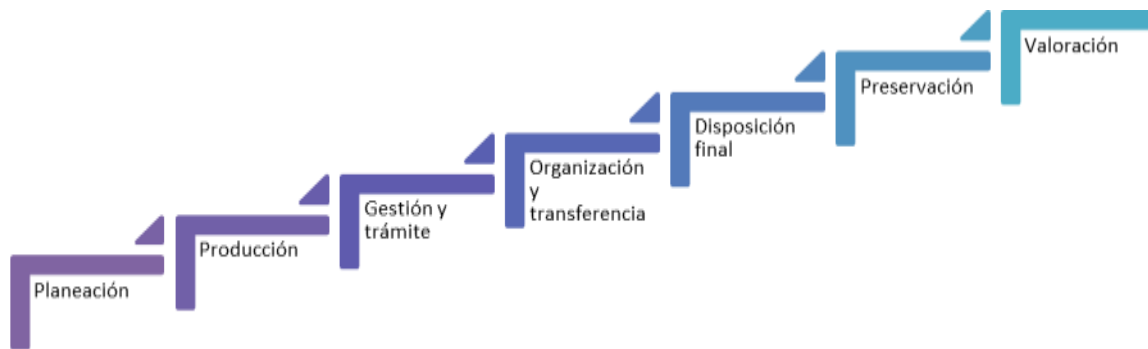 Planeación
Producción
Gestión y
trámite
Organización
y
transferencia
Disposición
final
Preservación
Valoración